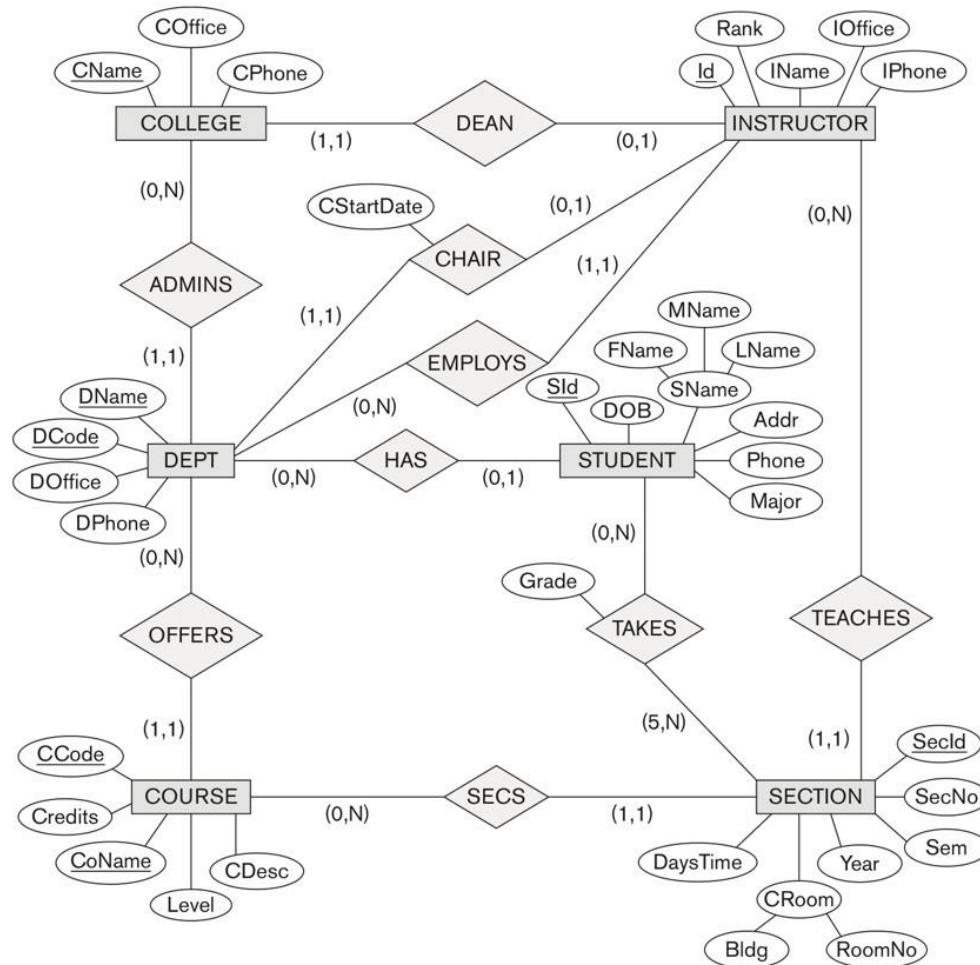 COffice
Rank
IOffice
CName
CPhone
Id
IName
IPhone
COLLEGE
DEAN
INSTRUCTOR
(1,1)
(0,1)
(0,N)
CStartDate
(0,1)
(0,N)
CHAIR
ADMINS
(1,1)
(1,1)
MName
(1,1)
EMPLOYS
FName
LName
DName
(0,N)
SId
SName
DOB
DCode
Addr
DEPT
HAS
STUDENT
Phone
DOffice
(0,N)
(0,1)
Major
DPhone
(0,N)
(0,N)
Grade
OFFERS
TAKES
TEACHES
(1,1)
(5,N)
(1,1)
SecId
CCode
COURSE
SECS
SECTION
SecNo
Credits
(0,N)
(1,1)
Sem
CoName
CDesc
DaysTime
Year
Level
CRoom
Bldg
RoomNo